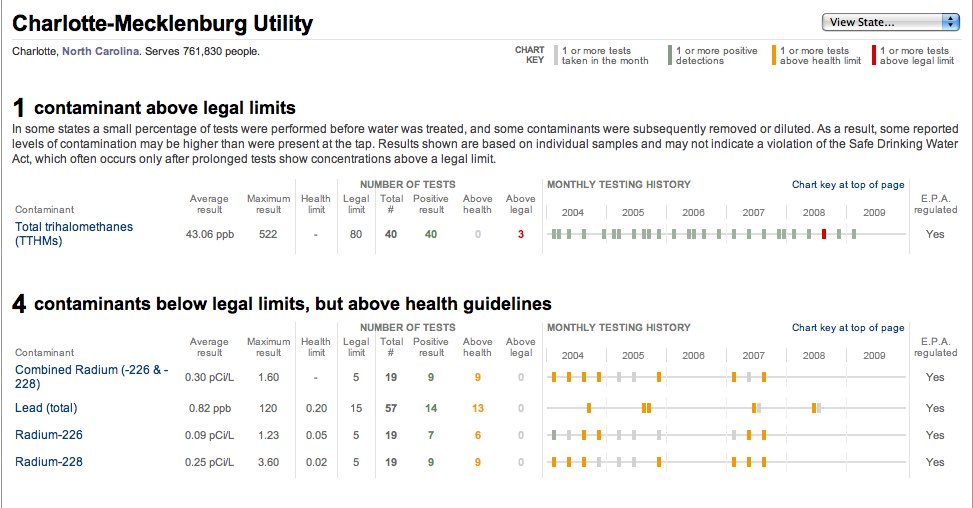 Charlotte-Mecklenburg Utility
View State...
Charlotte, North Carolina. Serves 761,830 people.
CHART KEY
1 or more tests taken in the month
1 or more positive detections
1 or more tests above health limit
1 or more tests above legal limit
1 contaminant above legal limits
In some states a small percentage of tests were performed before water was treated, and some contaminants were subsequently removed or diluted. As a result, some reported
levels of contamination may be higher than were present at the tap. Results shown are based on individual samples and may not indicate a violation of the Safe Drinking Water
Act, which often occurs only after prolonged tests show concentrations above a legal limit.
NUMBER OF TESTS MONTHLY TESTING HISTORY Chart key at top of page
Contaminant Average result Maximum result Health limit Legal limit Total # Positive result Above health Above legal 2004 2005 2006 2007 2008 2009 E.P.A. regulated
Total trihalomethanes (TTHMs) 43.06 ppb 522 - 80 40 40 0 3 Yes
4 contaminants below legal limits, but above health guidelines
NUMBER OF TESTS MONTHLY TESTING HISTORY Chart key at top of page
Contaminant Average result Maximum result Health limit Legal limit Total # Positive result Above health Above legal 2004 2005 2006 2007 2008 2009 E.P.A. regulated
Combined Radium (-226 & -228) 0.30 pCi/L 1.60 - 5 19 9 9 0 Yes
Lead (total) 0.82 ppb 120 0.20 15 57 14 13 0 Yes
Radium-226 0.09 pCi/L 1.23 0.05 5 19 7 6 0 Yes
Radium-228 0.25 pCi/L 3.60 0.02 5 19 9 9 0 Yes